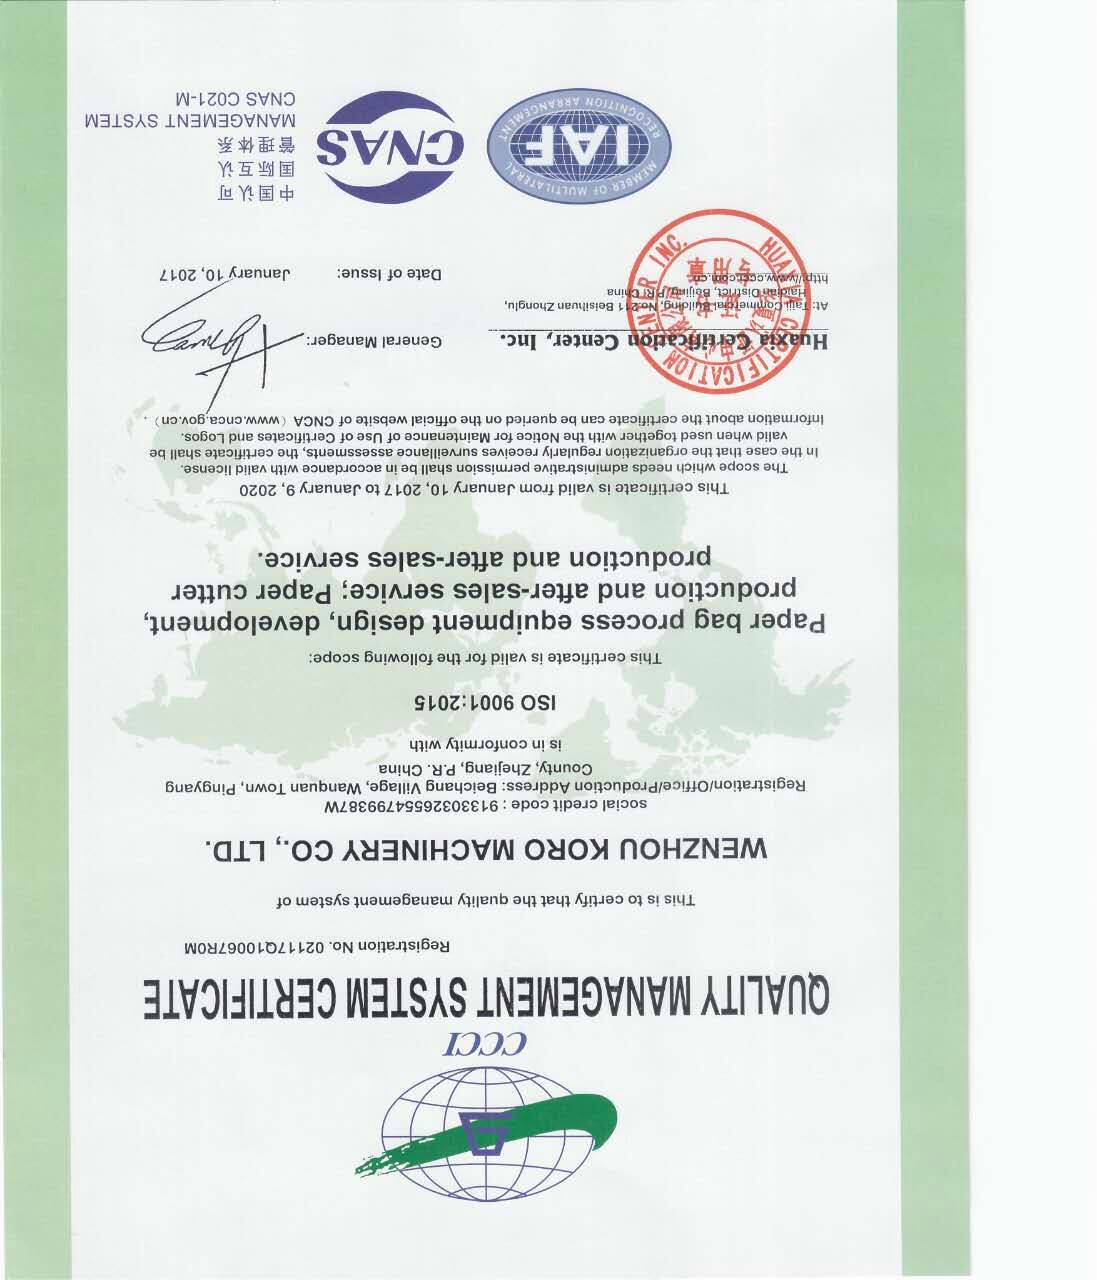 CCCI
QUALITY MANAGEMENT SYSTEM CERTIFICATE
Registration No. 02117Q10067R0M
This is to certify that the quality management system of
WENZHOU KORO MACHINERY CO., LTD.
social credit code : 91330326554799387W
Registration/Office/Production Address: Beichang Village, Wanquan Town, Pingyang
County, Zhejiang, P.R. China
is in conformity with
ISO 9001:2015
This certificate is valid for the following scope:
Paper bag process equipment design, development,
production and after-sales service; Paper cutter
production and after-sales service.
This certificate is valid from January 10, 2017 to January 9, 2020
The scope which needs administrative permission shall be in accordance with valid license.
In the case that the organization regularly receives surveillance assessments, the certificate shall be
valid when used together with the Notice for Maintenance of Use of Certificates and Logos.
Information about the certificate can be queried on the official website of CNCA（www.cnca.gov.cn）.
HUAXIA CERTIFICATION CENTER INC.
华夏认证中心有限公司
证书
专用章
Huaxia Certification Center, Inc.
At: Taiji Commercial Building, No.211 Beisihuan Zhonglu,
Haidian District, Beijing, P.R. China
http://www.ccci.com.cn
General Manager:
Date of Issue: January 10, 2017
MEMBER OF MULTILATERAL
IAF
RECOGNITION ARRANGEMENT
CNAS
中国认可
国际互认
管理体系
MANAGEMENT SYSTEM
CNAS C021-M